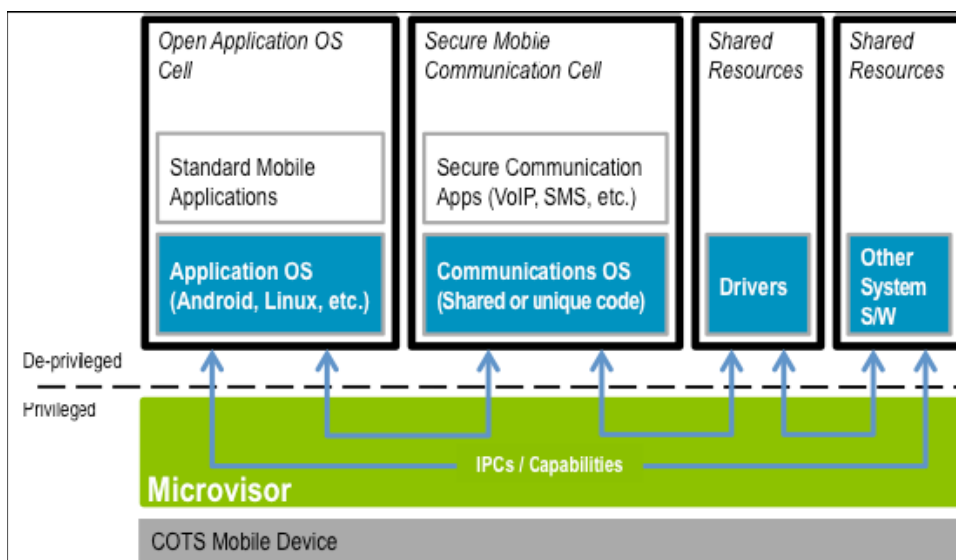 Open Application OS
Cell
Secure Mobile
Communication Cell
Shared
Resources
Shared
Resources
Standard Mobile
Applications
Secure Communication
Apps (VoIP, SMS, etc.)
Application OS
(Android, Linux, etc.)
Communications OS
(Shared or unique code)
Drivers
Other
System
S/W
De-privileged
Privileged
IPCs / Capabilities
Microvisor
COTS Mobile Device